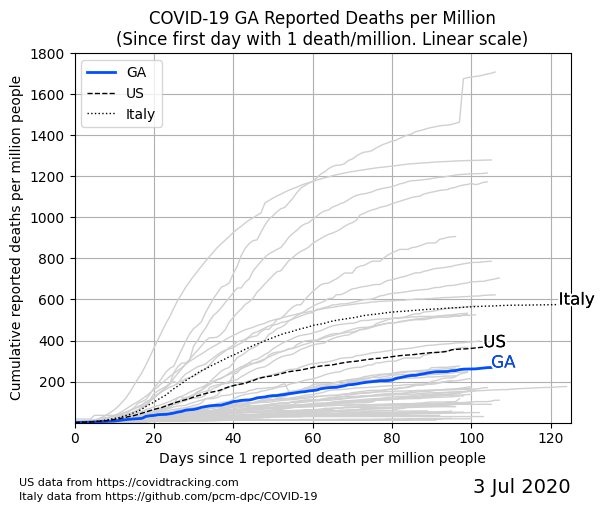 COVID-19 GA Reported Deaths per Million
(Since first day with 1 death/million. Linear scale)
1800
1600
1400
1200
1000
800
600
400
200
Cumulative reported deaths per million people
GA
US
Italy
Italy
US
GA
0 20 40 60 80 100 120
Days since 1 reported death per million people
US data from https://covidtracking.com
Italy data from https://github.com/pcm-dpc/COVID-19
3 Jul 2020